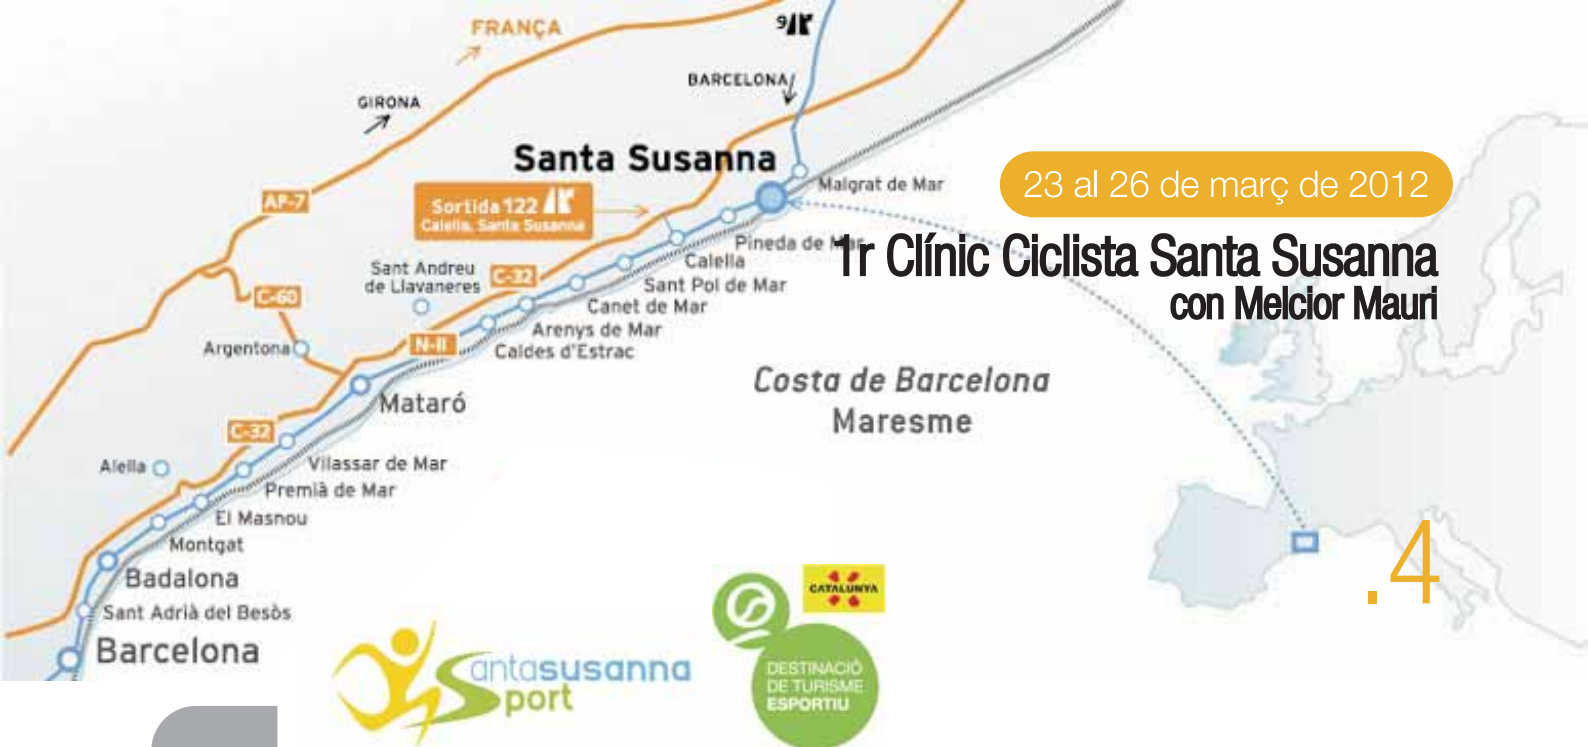 FRANÇA
9
BARCELONA
GIRONA
Santa Susanna
Malgrat de Mar
23 al 26 de març de 2012
AP-7
Sortida 122
Calella, Santa Susanna
Pineda de Mar
1r Clínic Ciclista Santa Susanna
con Melcior Mauri
Calella
Sant Andreu
de Llavaneres
C-32
Sant Pol de Mar
C-60
Canet de Mar
Arenys de Mar
Argentona
N-II
Caldes d'Estrac
Costa de Barcelona
Maresme
Mataró
C-32
Alella
Vilassar de Mar
Premià de Mar
El Masnou
Montgat
Badalona
Sant Adrià del Besòs
Barcelona
.4
CATALUNYA
santasusanna
Sport
DESTINACIÓ
DE TURISME
ESPORTIU